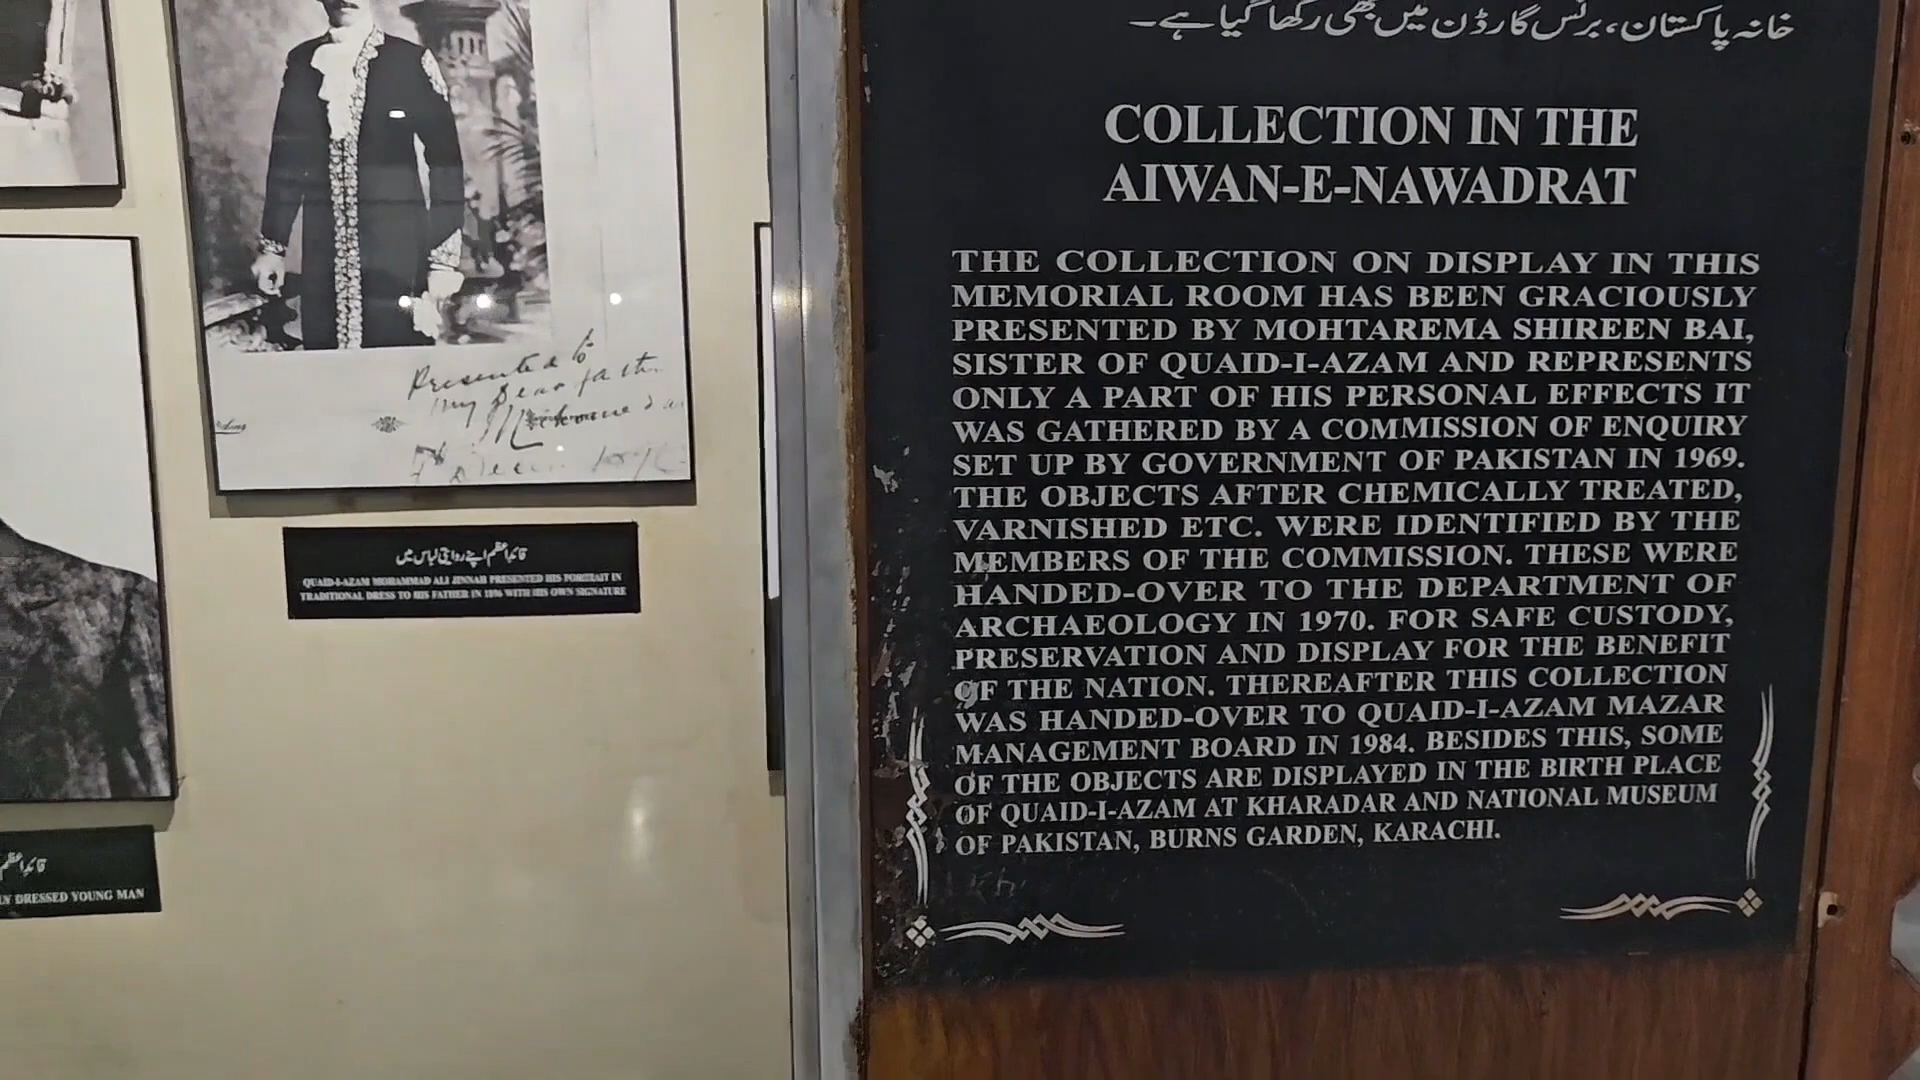 Presented to
my Dear father
قائد اعظم اپنے روایتی لباس میں
QUAID-I-AZAM MOHAMMAD ALI JINNAH PRESENTED HIS PORTRAIT IN
TRADITIONAL DRESS TO HIS FATHER IN 1896 WITH HIS OWN SIGNATURE
قائد اعظم
LY DRESSED YOUNG MAN
خانہ پاکستان، برنس گارڈن میں بھی رکھا گیا ہے۔
COLLECTION IN THE
AIWAN-E-NAWADRAT
THE COLLECTION ON DISPLAY IN THIS
MEMORIAL ROOM HAS BEEN GRACIOUSLY
PRESENTED BY MOHTAREMA SHIREEN BAI,
SISTER OF QUAID-I-AZAM AND REPRESENTS
ONLY A PART OF HIS PERSONAL EFFECTS IT
WAS GATHERED BY A COMMISSION OF ENQUIRY
SET UP BY GOVERNMENT OF PAKISTAN IN 1969.
THE OBJECTS AFTER CHEMICALLY TREATED,
VARNISHED ETC. WERE IDENTIFIED BY THE
MEMBERS OF THE COMMISSION. THESE WERE
HANDED-OVER TO THE DEPARTMENT OF
ARCHAEOLOGY IN 1970. FOR SAFE CUSTODY,
PRESERVATION AND DISPLAY FOR THE BENEFIT
OF THE NATION. THEREAFTER THIS COLLECTION
WAS HANDED-OVER TO QUAID-I-AZAM MAZAR
MANAGEMENT BOARD IN 1984. BESIDES THIS, SOME
OF THE OBJECTS ARE DISPLAYED IN THE BIRTH PLACE
OF QUAID-I-AZAM AT KHARADAR AND NATIONAL MUSEUM
OF PAKISTAN, BURNS GARDEN, KARACHI.